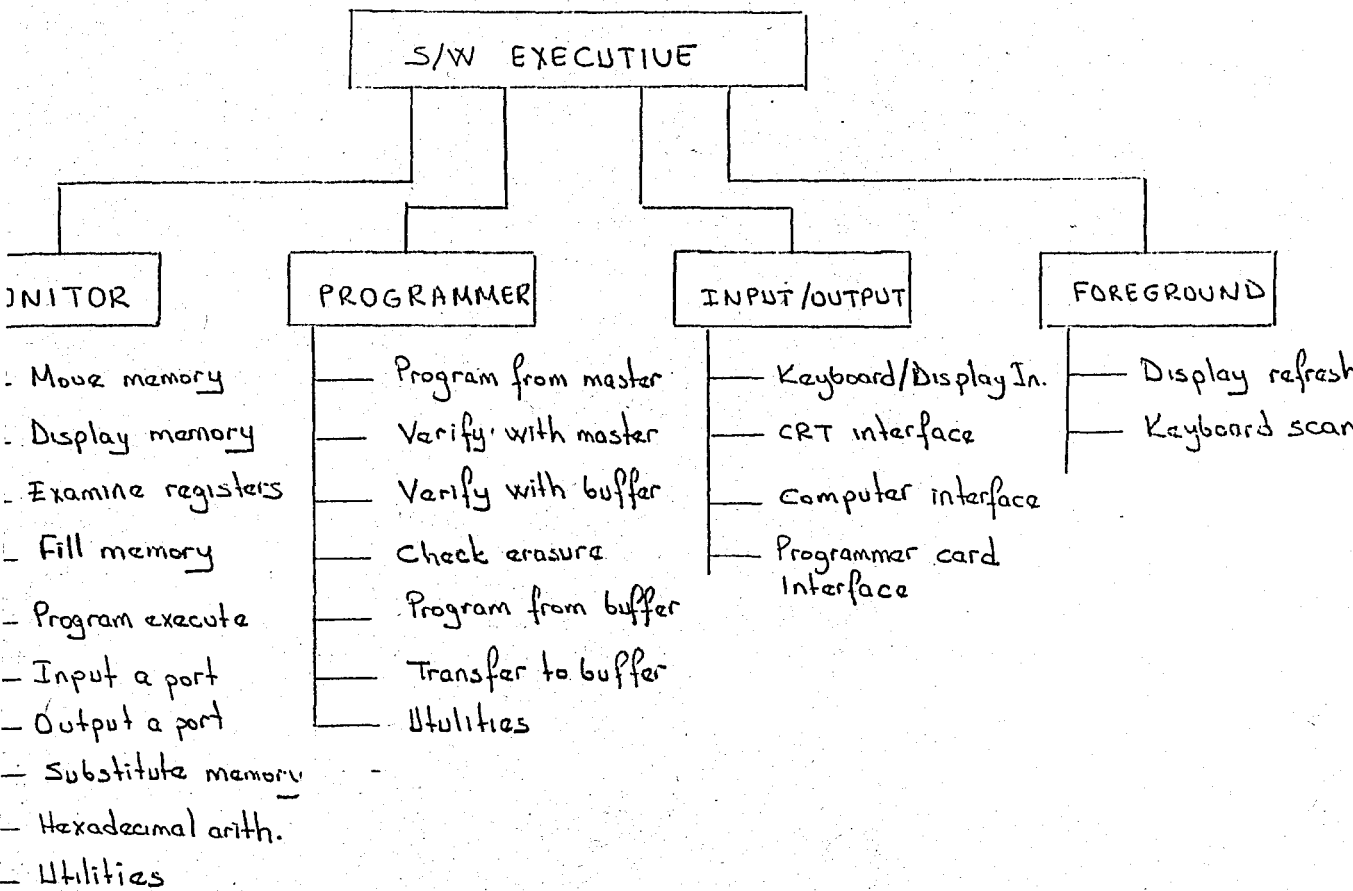 S/W EXECUTIVE
ONITOR
Move memory
Display memory
Examine registers
Fill memory
Program execute
Input a port
Output a port
Substitute memory
Hexadecimal arith.
Utilities
PROGRAMMER
Program from master
Verify with master
Verify with buffer
Check erasure
Program from buffer
Transfer to buffer
Utulities
INPUT/OUTPUT
Keyboard/Display In.
CRT interface
Computer interface
Programmer card
Interface
FOREGROUND
Display refresh
Keyboard scan